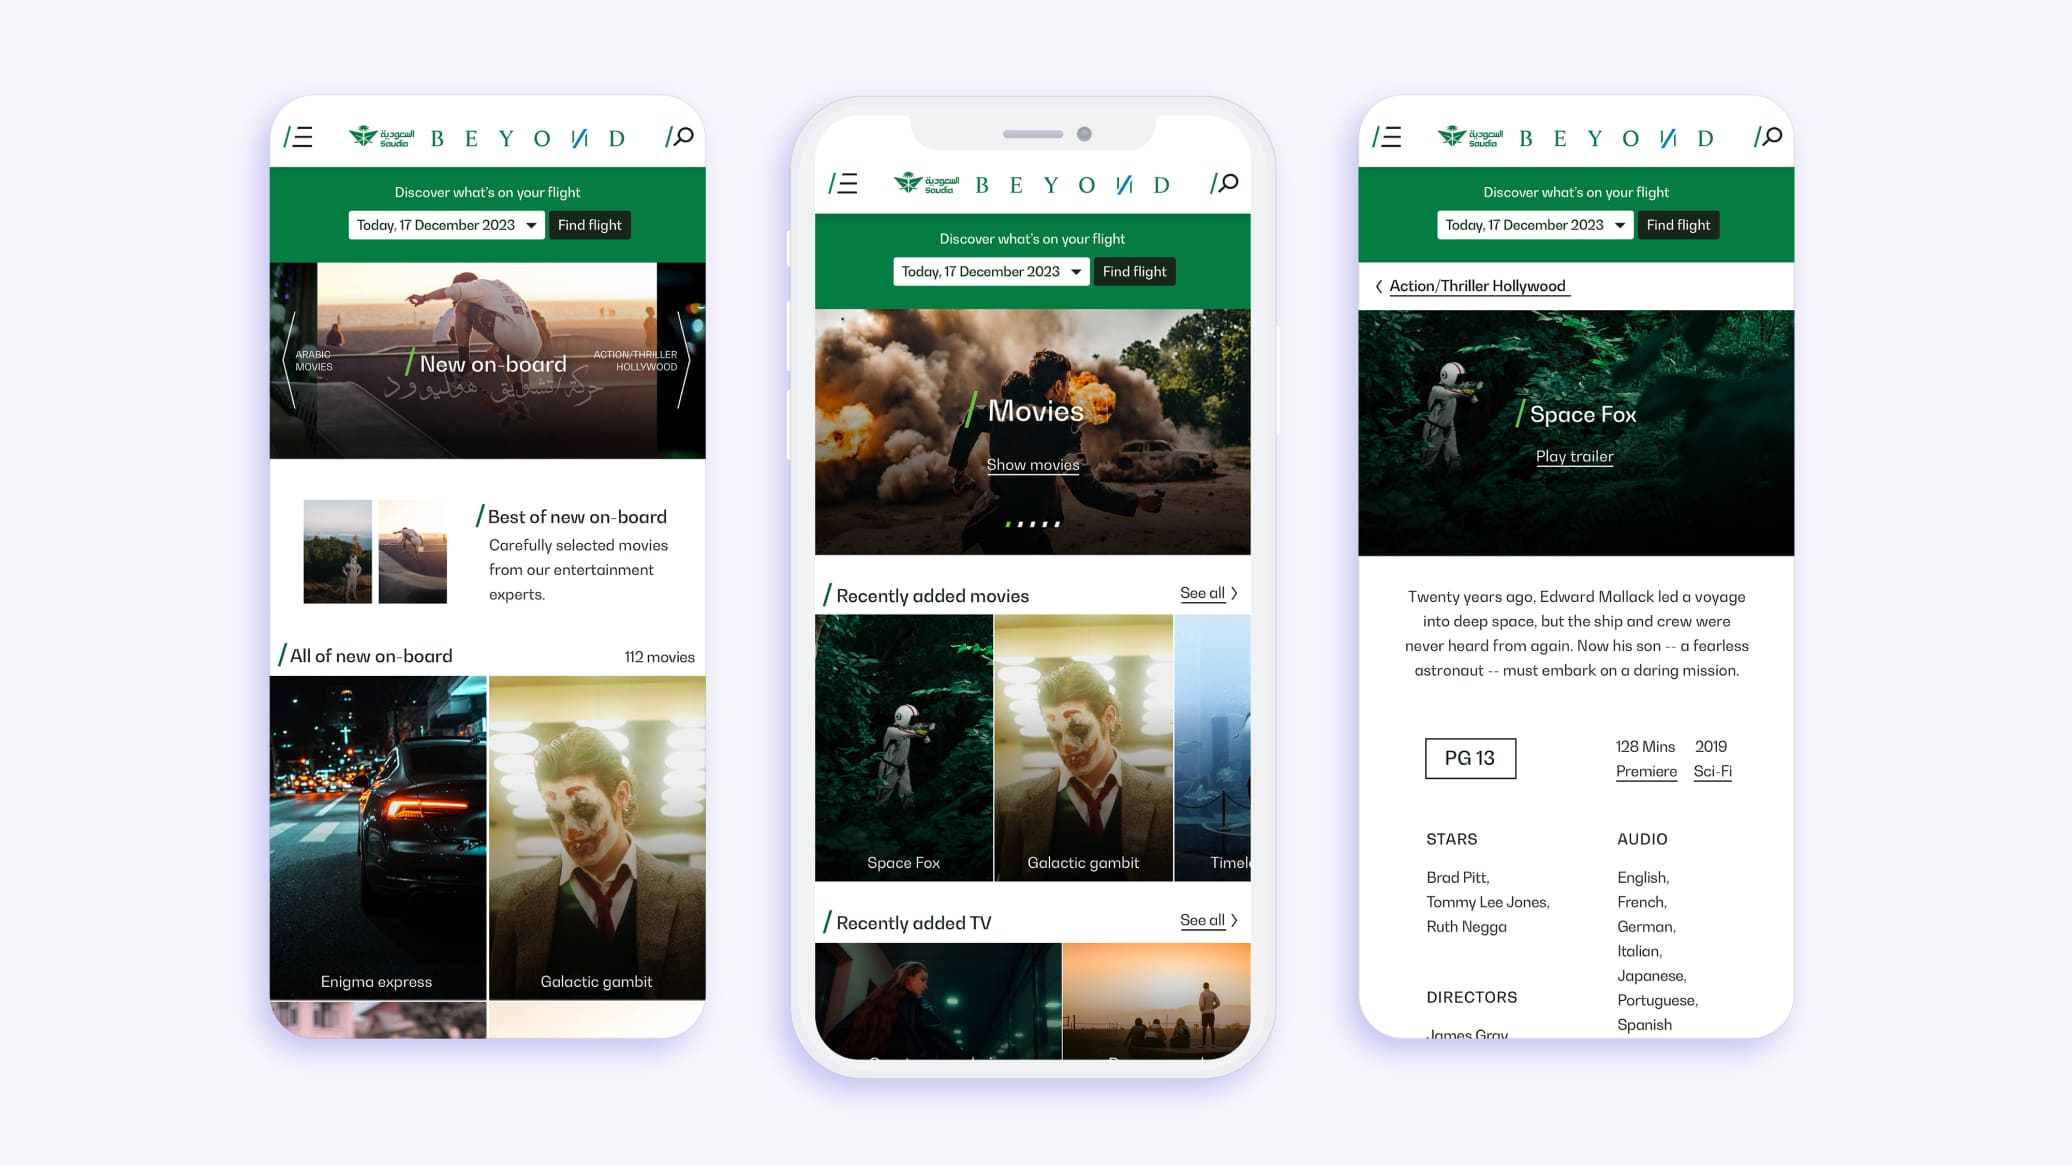 السعودية
Saudia
BEYOND
Discover what's on your flight
Today, 17 December 2023
Find flight
ARABIC
MOVIES
New on-board
ACTION/THRILLER
HOLLYWOOD
حركة/تشويق هوليوود
Best of new on-board
Carefully selected movies
from our entertainment
experts.
All of new on-board
112 movies
Enigma express
Galactic gambit
السعودية
Saudia
BEYOND
Discover what's on your flight
Today, 17 December 2023
Find flight
Movies
Show movies
Recently added movies
See all
Space Fox
Galactic gambit
Timel
Recently added TV
See all
السعودية
Saudia
BEYOND
Discover what's on your flight
Today, 17 December 2023
Find flight
Action/Thriller Hollywood
Space Fox
Play trailer
Twenty years ago, Edward Mallack led a voyage
into deep space, but the ship and crew were
never heard from again. Now his son -- a fearless
astronaut -- must embark on a daring mission.
PG 13
128 Mins 2019
Premiere Sci-Fi
STARS
Brad Pitt,
Tommy Lee Jones,
Ruth Negga
DIRECTORS
James Gray
AUDIO
English,
French,
German,
Italian,
Japanese,
Portuguese,
Spanish